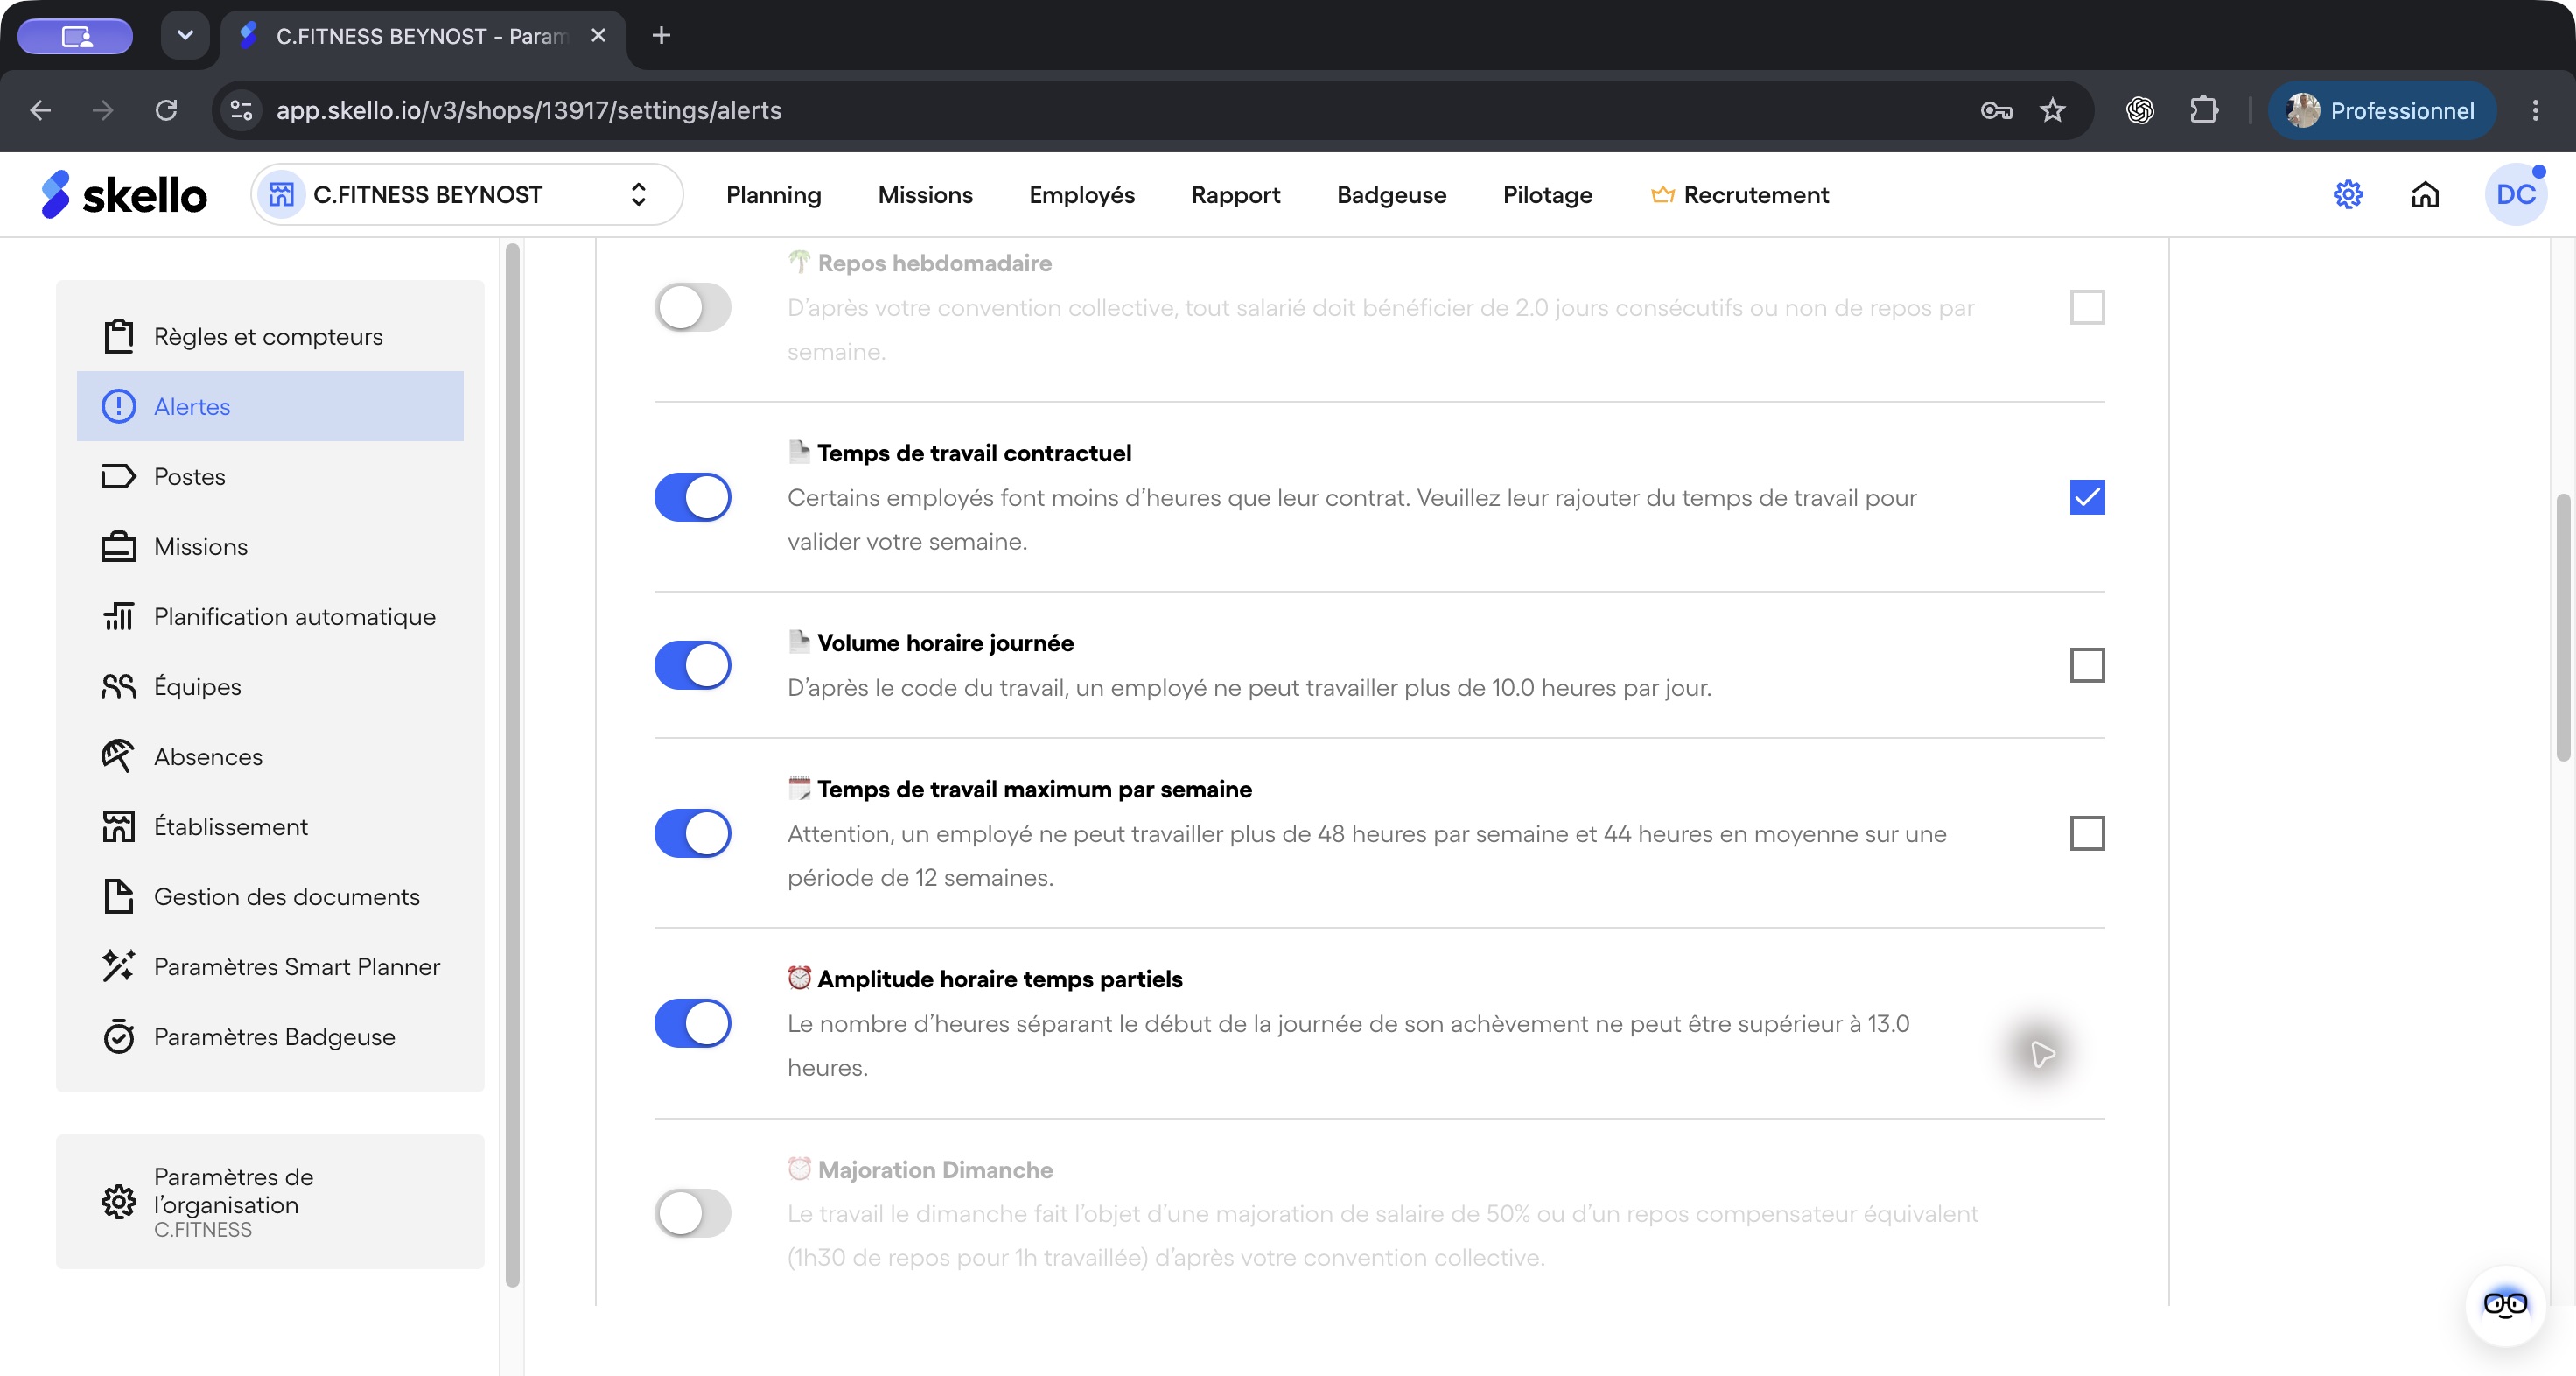 C.FITNESS BEYNOST - Param
app.skello.io/v3/shops/13917/settings/alerts
Professionnel
skello
C.FITNESS BEYNOST
Planning
Missions
Employés
Rapport
Badgeuse
Pilotage
Recrutement
DC
Règles et compteurs
Alertes
Postes
Missions
Planification automatique
Équipes
Absences
Établissement
Gestion des documents
Paramètres Smart Planner
Paramètres Badgeuse
Paramètres de
l’organisation
C.FITNESS
Repos hebdomadaire
D’après votre convention collective, tout salarié doit bénéficier de 2.0 jours consécutifs ou non de repos par
semaine.
Temps de travail contractuel
Certains employés font moins d’heures que leur contrat. Veuillez leur rajouter du temps de travail pour
valider votre semaine.
Volume horaire journée
D’après le code du travail, un employé ne peut travailler plus de 10.0 heures par jour.
Temps de travail maximum par semaine
Attention, un employé ne peut travailler plus de 48 heures par semaine et 44 heures en moyenne sur une
période de 12 semaines.
Amplitude horaire temps partiels
Le nombre d’heures séparant le début de la journée de son achèvement ne peut être supérieur à 13.0
heures.
Majoration Dimanche
Le travail le dimanche fait l’objet d’une majoration de salaire de 50% ou d’un repos compensateur équivalent
(1h30 de repos pour 1h travaillée) d’après votre convention collective.